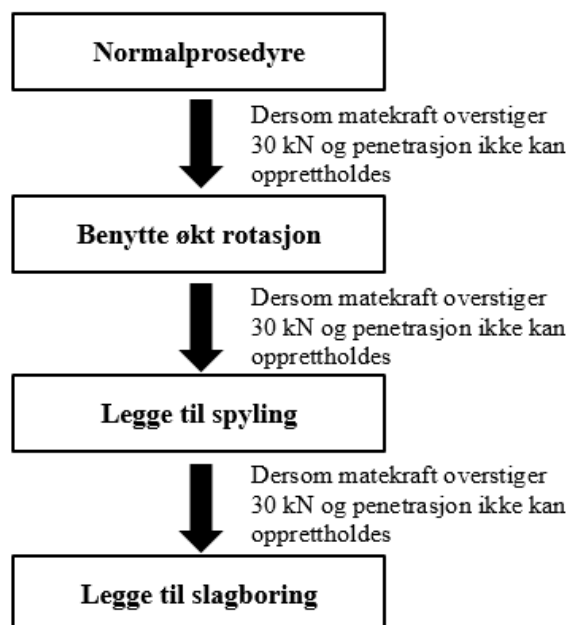 Normalprosedyre
Dersom matekraft overstiger
30 kN og penetrasjon ikke kan
opprettholdes
Benytte økt rotasjon
Dersom matekraft overstiger
30 kN og penetrasjon ikke kan
opprettholdes
Legge til spyling
Dersom matekraft overstiger
30 kN og penetrasjon ikke kan
opprettholdes
Legge til slagboring